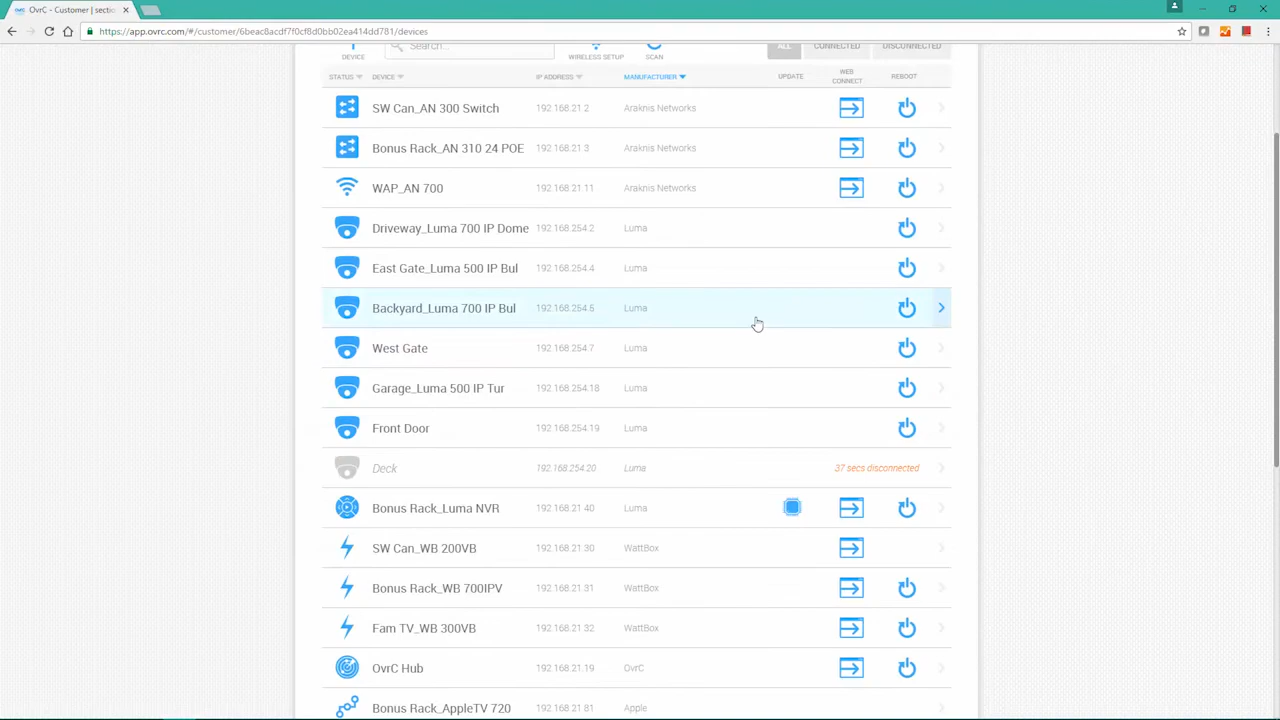 OvrC - Customer | section
https://app.ovrc.com/#/customer/6beac8acdf7f0cf8d0bb02ea414dd781/devices
DEVICE
Search...
WIRELESS SETUP
SCAN
ALL
CONNECTED
DISCONNECTED
STATUS DEVICE IP ADDRESS MANUFACTURER UPDATE WEB CONNECT REBOOT
SW Can_AN 300 Switch 192.168.21.2 Araknis Networks
Bonus Rack_AN 310 24 POE 192.168.21.3 Araknis Networks
WAP_AN 700 192.168.21.11 Araknis Networks
Driveway_Luma 700 IP Dome 192.168.254.2 Luma
East Gate_Luma 500 IP Bul 192.168.254.4 Luma
Backyard_Luma 700 IP Bul 192.168.254.5 Luma
West Gate 192.168.254.7 Luma
Garage_Luma 500 IP Tur 192.168.254.18 Luma
Front Door 192.168.254.19 Luma
Deck 192.168.254.20 Luma 37 secs disconnected
Bonus Rack_Luma NVR 192.168.21.40 Luma
SW Can_WB 200VB 192.168.21.30 WattBox
Bonus Rack_WB 700IPV 192.168.21.31 WattBox
Fam TV_WB 300VB 192.168.21.32 WattBox
OvrC Hub 192.168.21.19 OvrC
Bonus Rack_AppleTV 720 192.168.21.81 Apple